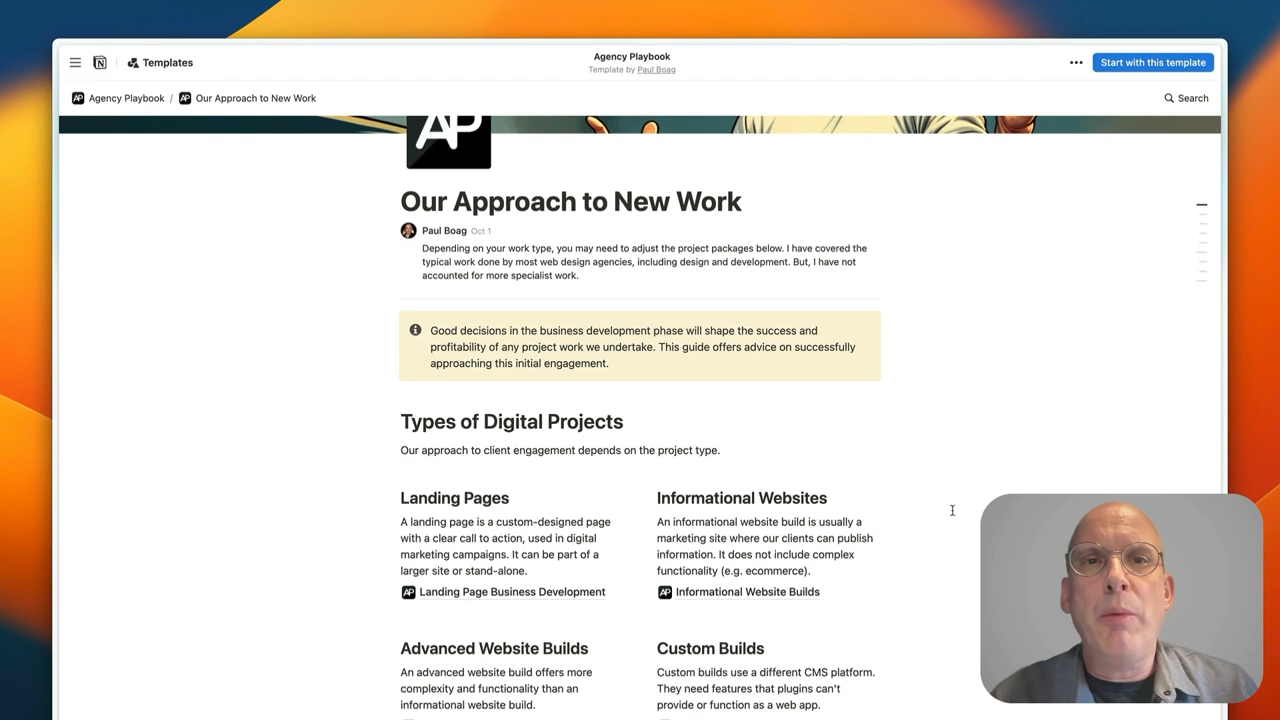 Templates
Agency Playbook
Template by Paul Boag
Start with this template
AP Agency Playbook / AP Our Approach to New Work
Search
AP
Our Approach to New Work
Paul Boag Oct 1
Depending on your work type, you may need to adjust the project packages below. I have covered the
typical work done by most web design agencies, including design and development. But, I have not
accounted for more specialist work.
Good decisions in the business development phase will shape the success and
profitability of any project work we undertake. This guide offers advice on successfully
approaching this initial engagement.
Types of Digital Projects
Our approach to client engagement depends on the project type.
Landing Pages
A landing page is a custom-designed page
with a clear call to action, used in digital
marketing campaigns. It can be part of a
larger site or stand-alone.
AP Landing Page Business Development
Informational Websites
An informational website build is usually a
marketing site where our clients can publish
information. It does not include complex
functionality (e.g. ecommerce).
AP Informational Website Builds
Advanced Website Builds
An advanced website build offers more
complexity and functionality than an
informational website build.
Custom Builds
Custom builds use a different CMS platform.
They need features that plugins can't
provide or function as a web app.